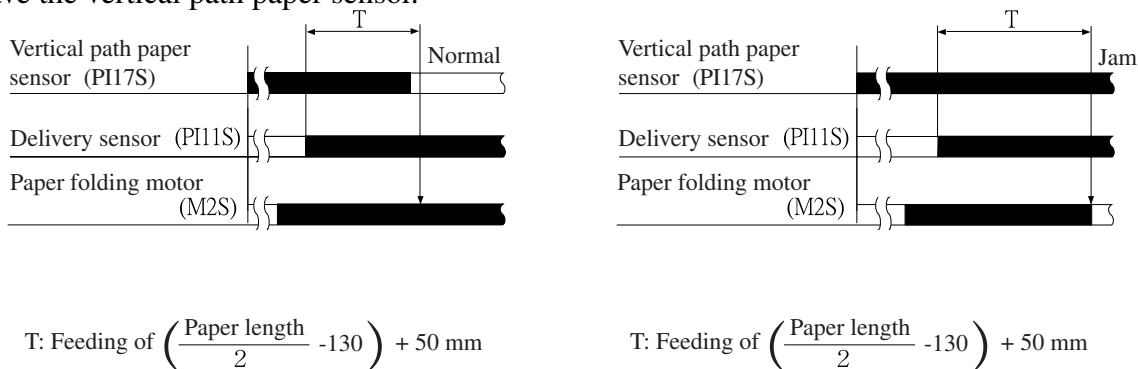 ve the vertical path paper sensor.
T
Vertical path paper
sensor (PI17S)
Normal
Delivery sensor (PI11S)
Paper folding motor
(M2S)
T: Feeding of ( Paper length / 2 -130 ) + 50 mm
T
Vertical path paper
sensor (PI17S)
Jam
Delivery sensor (PI11S)
Paper folding motor
(M2S)
T: Feeding of ( Paper length / 2 -130 ) + 50 mm